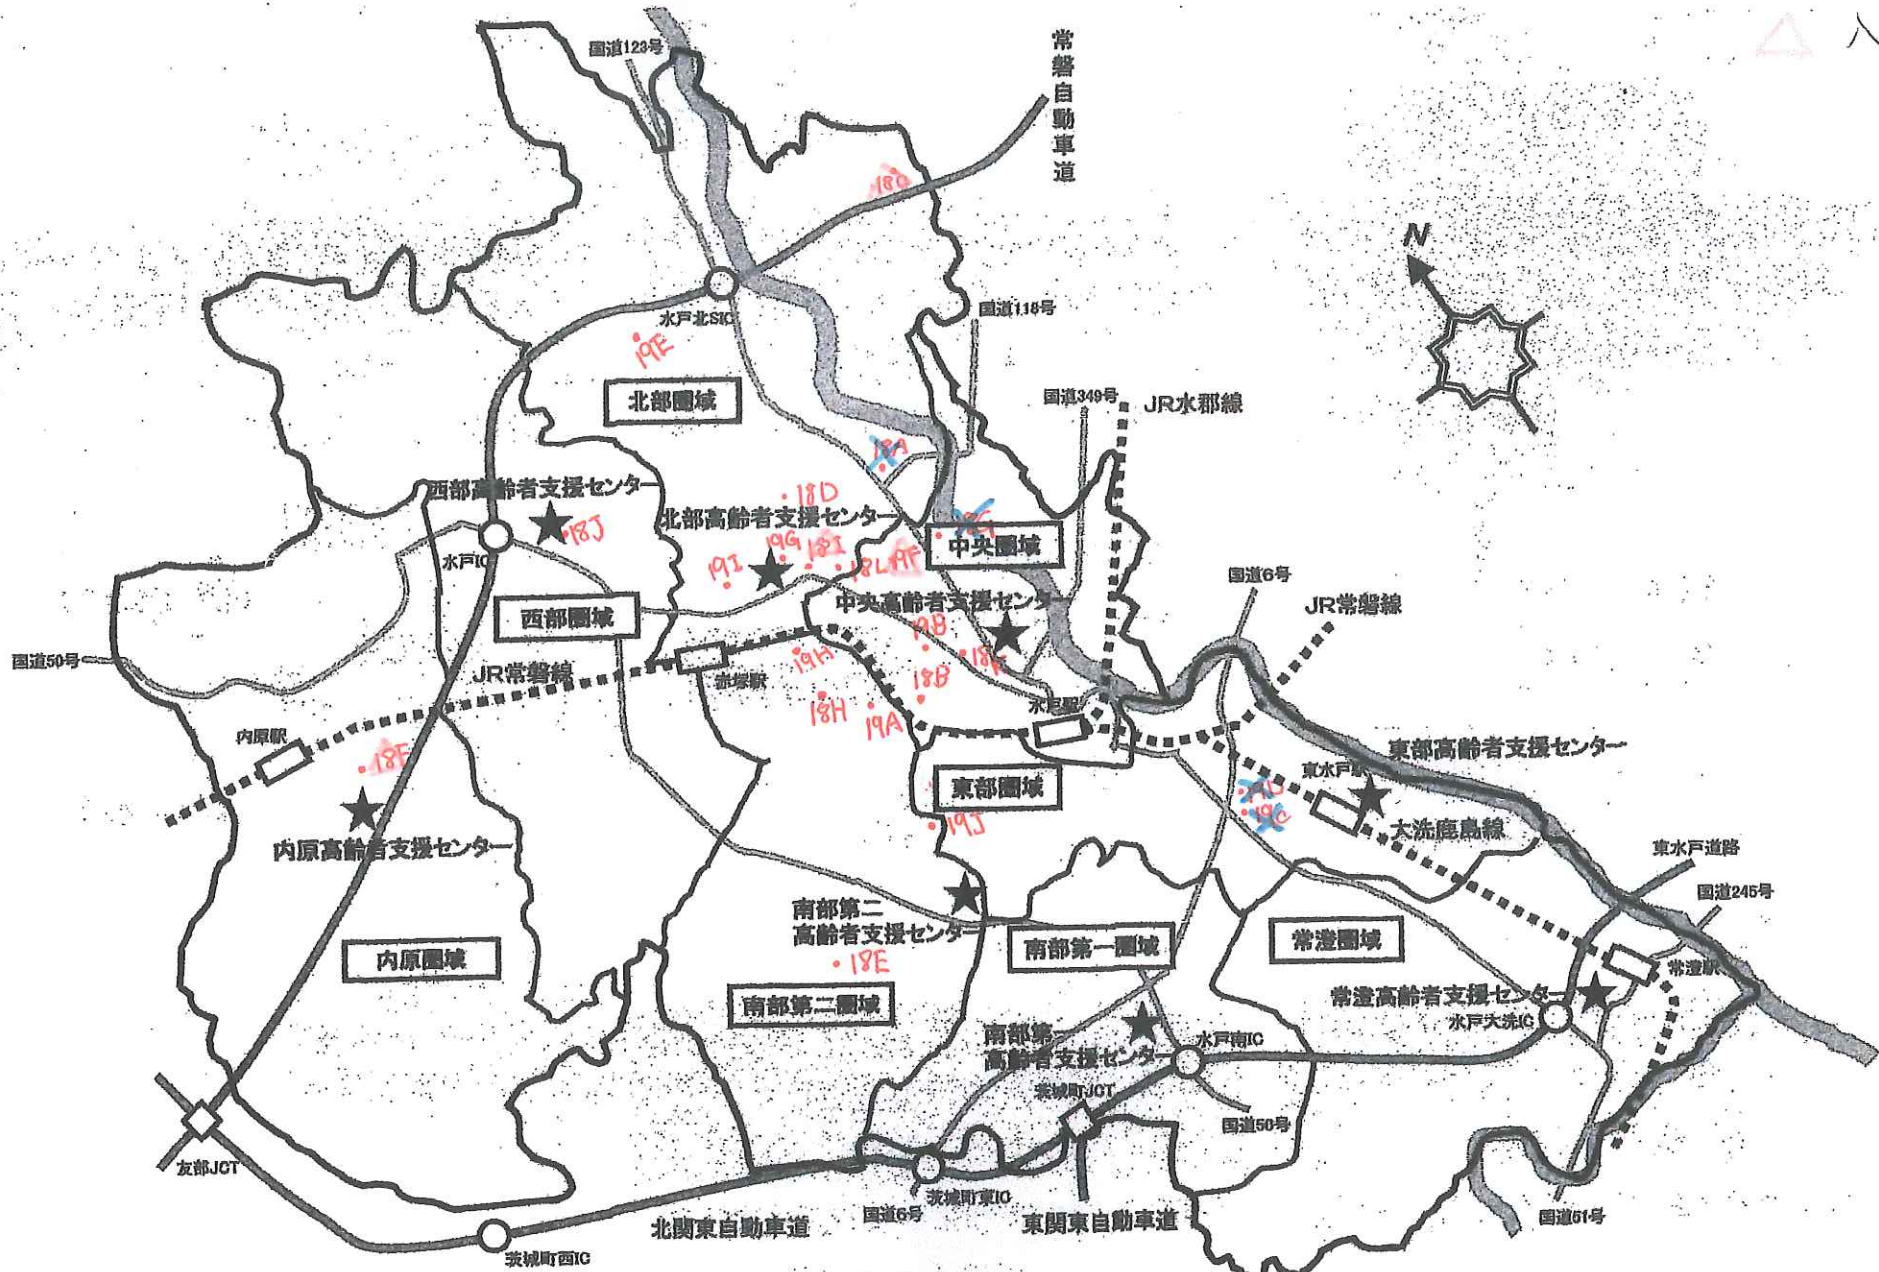 入
国道123号
常磐自動車道
18C
水戸北SIC
19E
国道118号
N
北部圏域
国道349号
JR水郡線
18A
西部高齢者支援センター
18D
北部高齢者支援センター
18J
19G
18I
18L
19F
中央圏域
水戸IC
19I
国道6号
西部圏域
中央高齢者支援センター
JR常磐線
19B
国道50号
JR常磐線
赤塚駅
19H
18K
18B
18H
19A
水戸駅
内原駅
18F
東部高齢者支援センター
東水戸駅
東部圏域
19D
19C
19J
大洗鹿島線
内原高齢者支援センター
東水戸道路
国道245号
南部第二
高齢者支援センター
南部第一圏域
常澄圏域
内原圏域
18E
常澄駅
南部第二圏域
常澄高齢者支援センター
水戸大洗IC
南部第一
高齢者支援センター
水戸南IC
茨城町JCT
国道50号
友部JCT
茨城町東IC
国道6号
北関東自動車道
東関東自動車道
国道51号
茨城町西IC